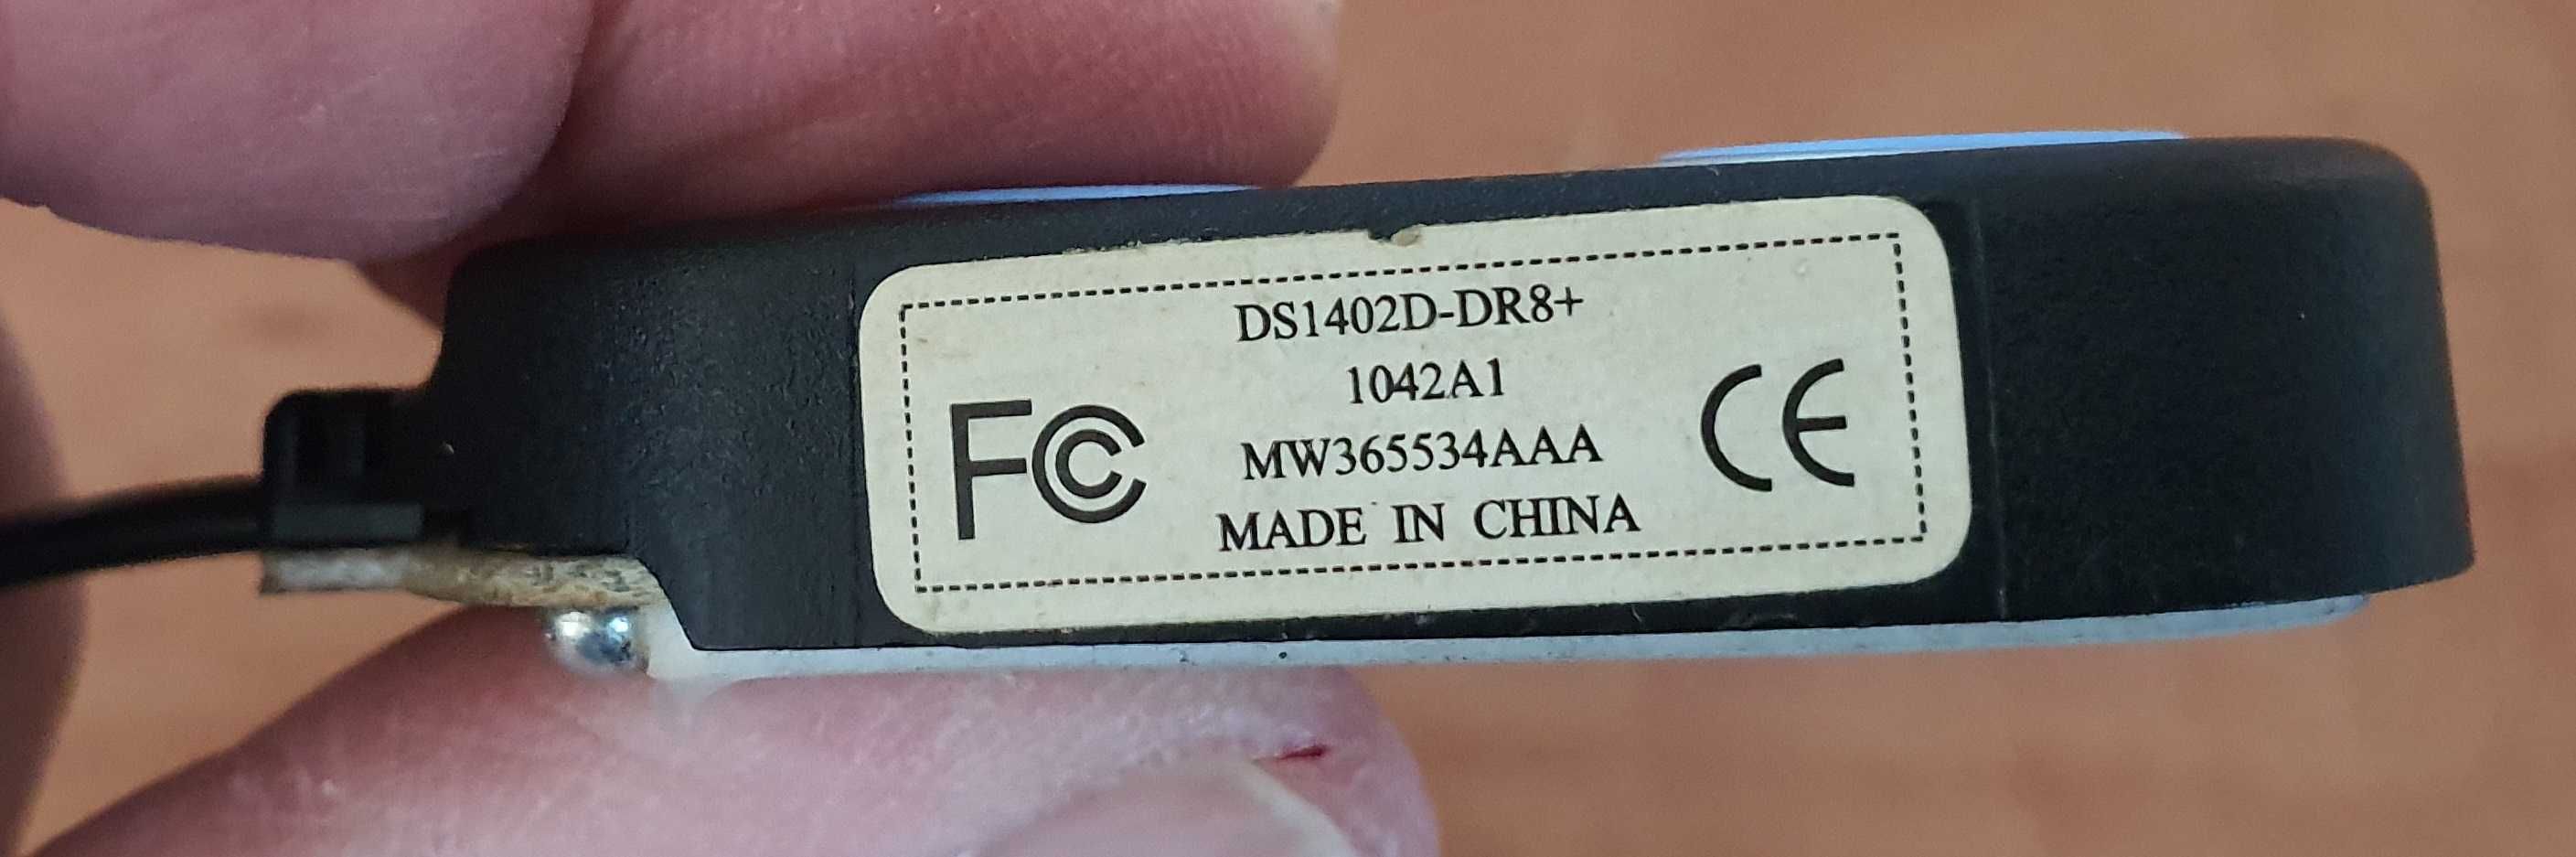 DS1402D-DR8+
1042A1
MW365534AAA
MADE IN CHINA
FC
CE